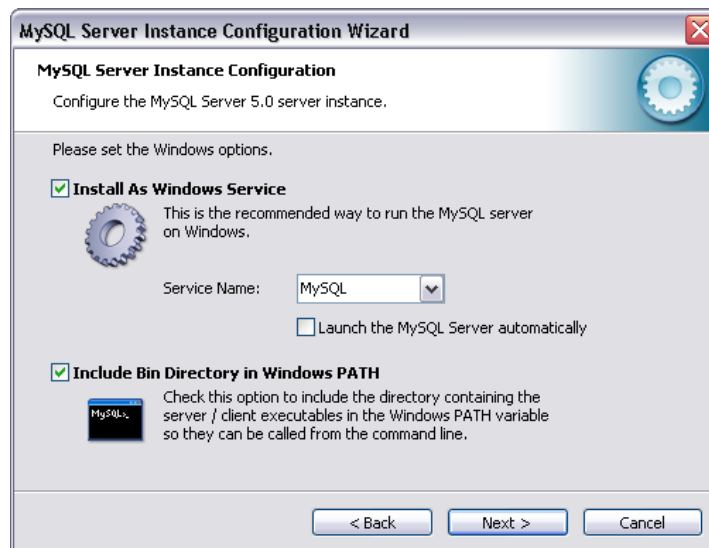 MySQL Server Instance Configuration Wizard
MySQL Server Instance Configuration
Configure the MySQL Server 5.0 server instance.
Please set the Windows options.
Install As Windows Service
This is the recommended way to run the MySQL server
on Windows.
Service Name:
MySQL
Launch the MySQL Server automatically
Include Bin Directory in Windows PATH
MySQL>_
Check this option to include the directory containing the
server / client executables in the Windows PATH variable
so they can be called from the command line.
< Back
Next >
Cancel